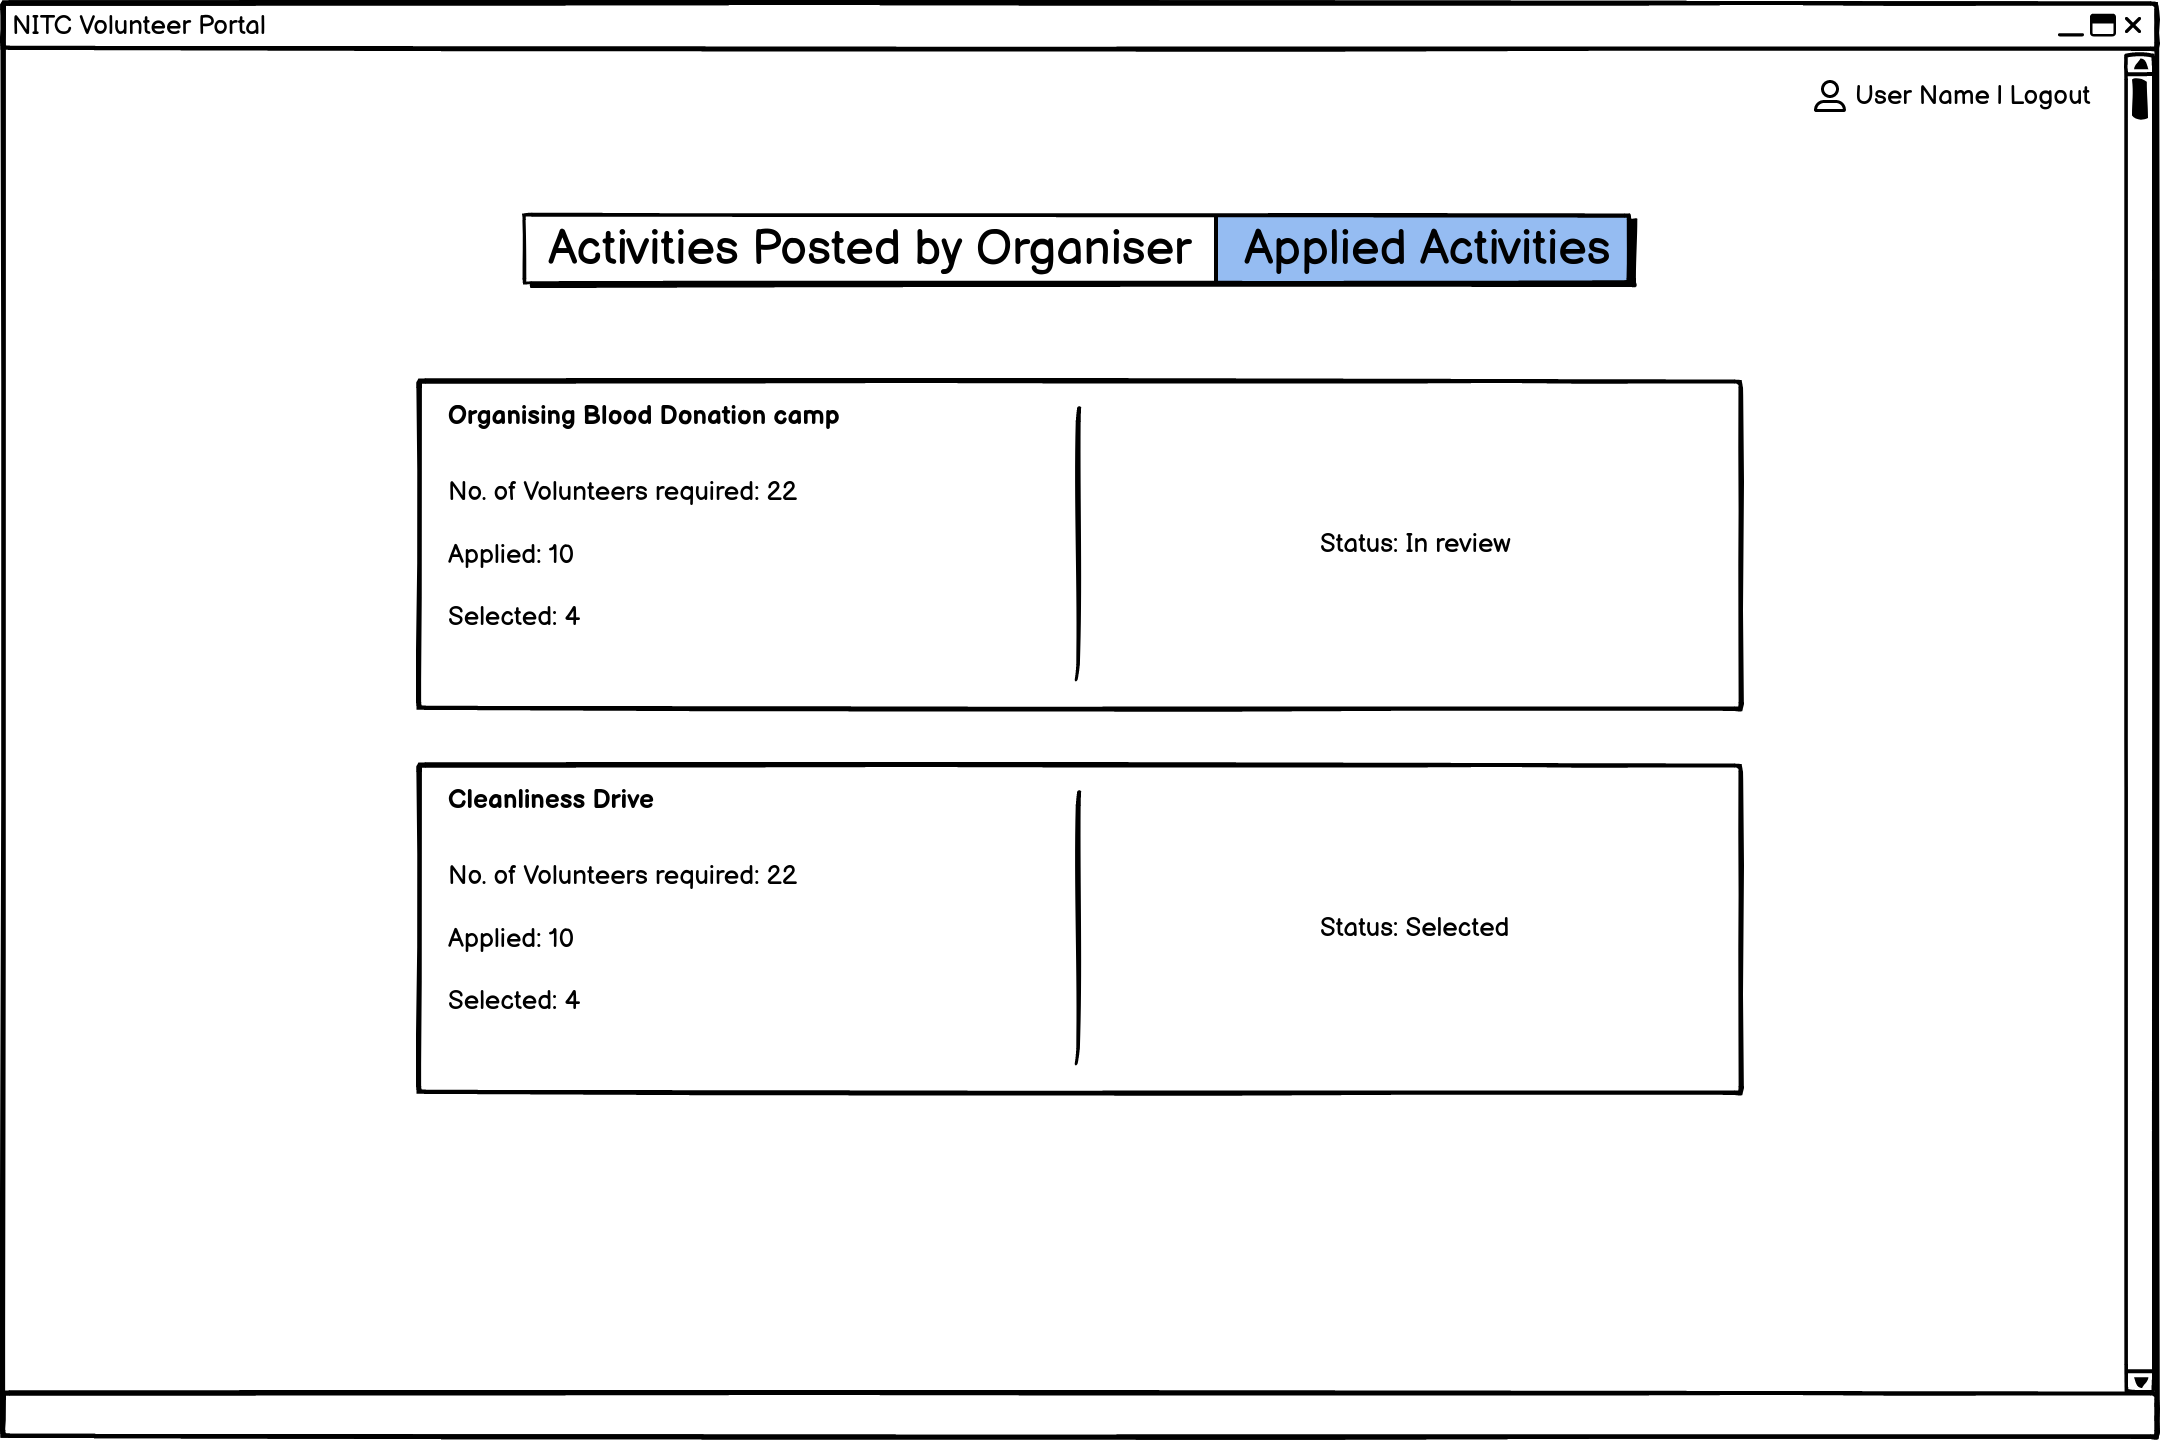 NITC Volunteer Portal
User Name | Logout
Activities Posted by Organiser
Applied Activities
Organising Blood Donation camp
No. of Volunteers required: 22
Applied: 10
Selected: 4
Status: In review
Cleanliness Drive
No. of Volunteers required: 22
Applied: 10
Selected: 4
Status: Selected